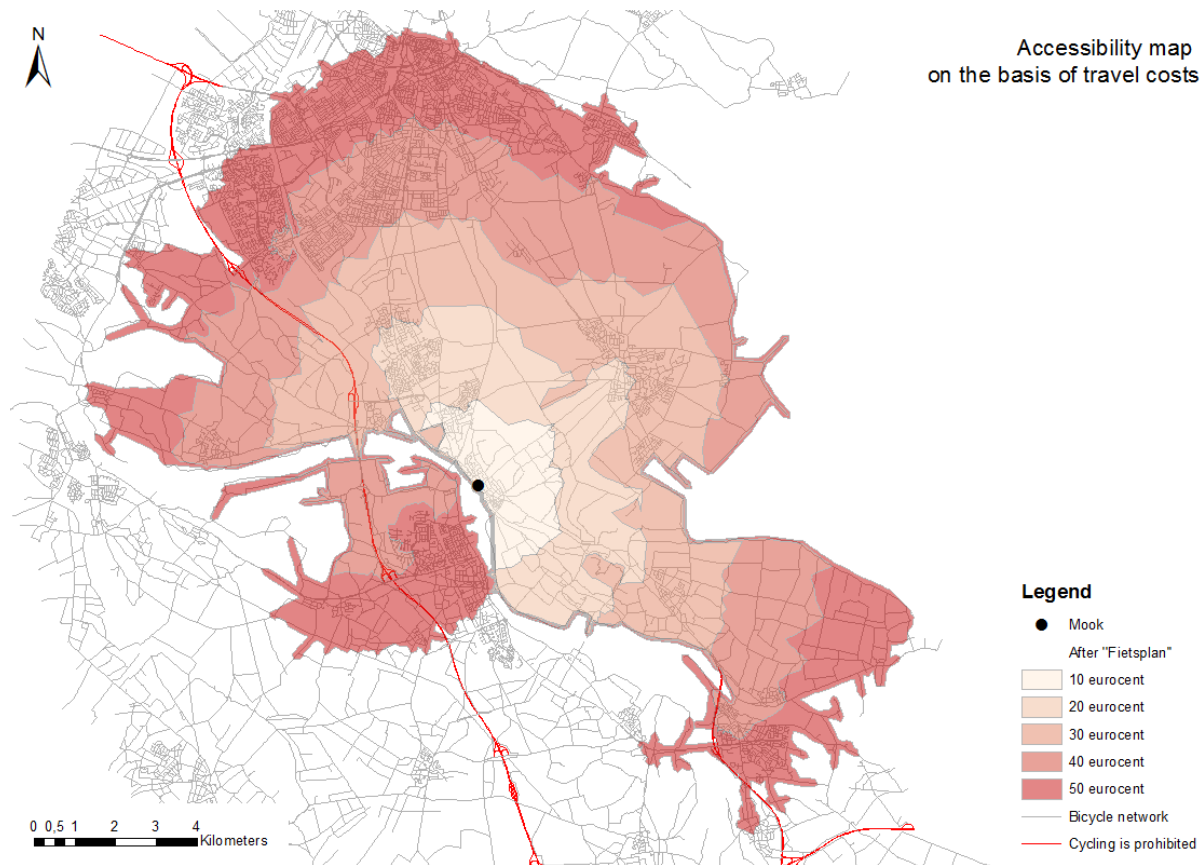 N
Accessibility map
on the basis of travel costs
Legend
Mook
After "Fietsplan"
10 eurocent
20 eurocent
30 eurocent
40 eurocent
50 eurocent
Bicycle network
Cycling is prohibited
0 0,5 1 2 3 4
Kilometers